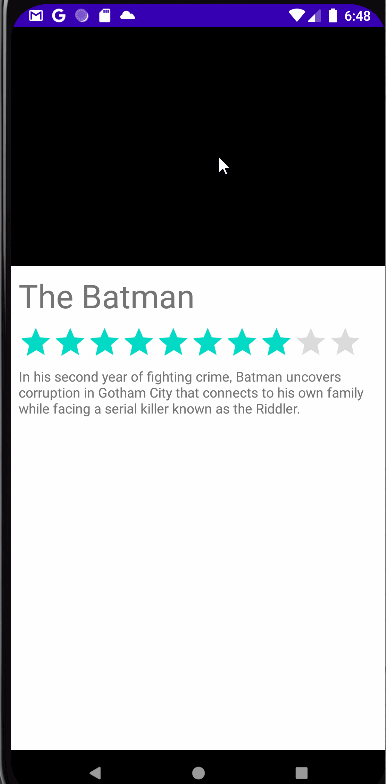 6:48
The Batman
In his second year of fighting crime, Batman uncovers
corruption in Gotham City that connects to his own family
while facing a serial killer known as the Riddler.